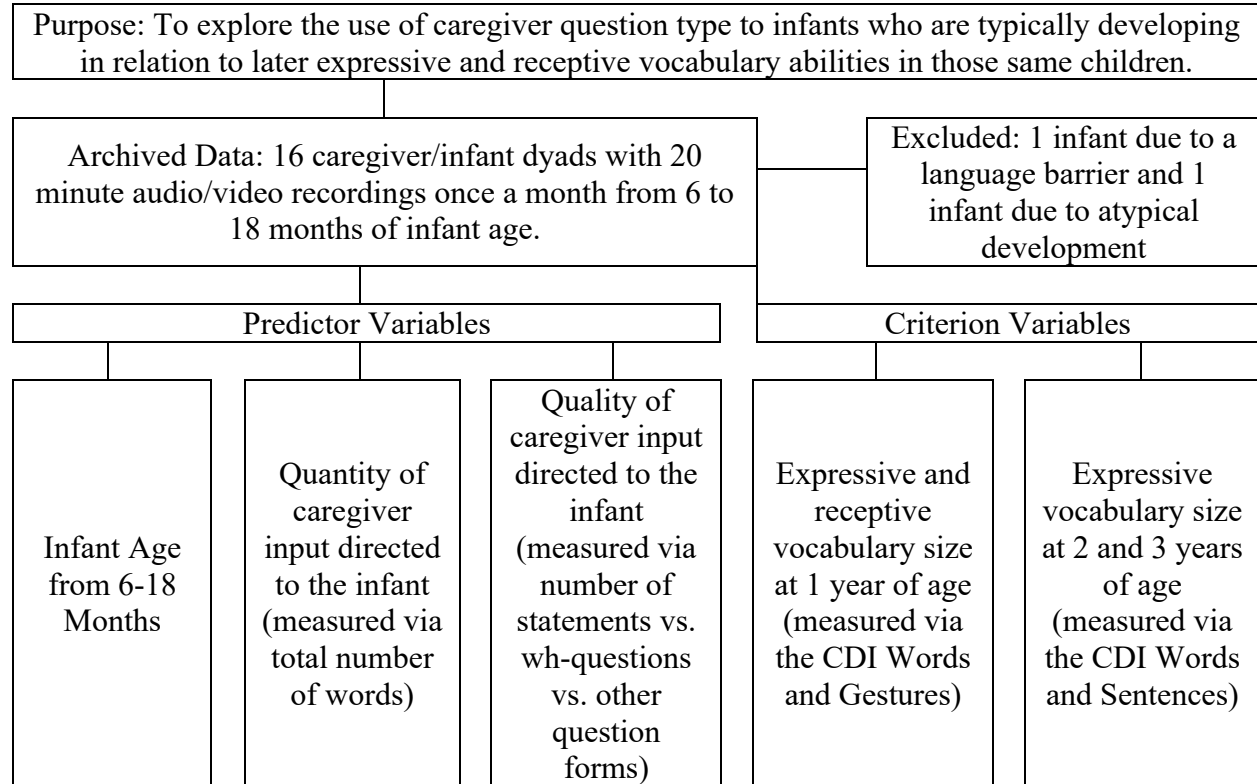 Purpose: To explore the use of caregiver question type to infants who are typically developing
in relation to later expressive and receptive vocabulary abilities in those same children.
Archived Data: 16 caregiver/infant dyads with 20
minute audio/video recordings once a month from 6 to
18 months of infant age.
Excluded: 1 infant due to a
language barrier and 1
infant due to atypical
development
Predictor Variables
Criterion Variables
Infant Age
from 6-18
Months
Quantity of
caregiver
input directed
to the infant
(measured via
total number
of words)
Quality of
caregiver input
directed to the
infant
(measured via
number of
statements vs.
wh-questions
vs. other
question
forms)
Expressive and
receptive
vocabulary size
at 1 year of age
(measured via
the CDI Words
and Gestures)
Expressive
vocabulary size
at 2 and 3 years
of age
(measured via
the CDI Words
and Sentences)